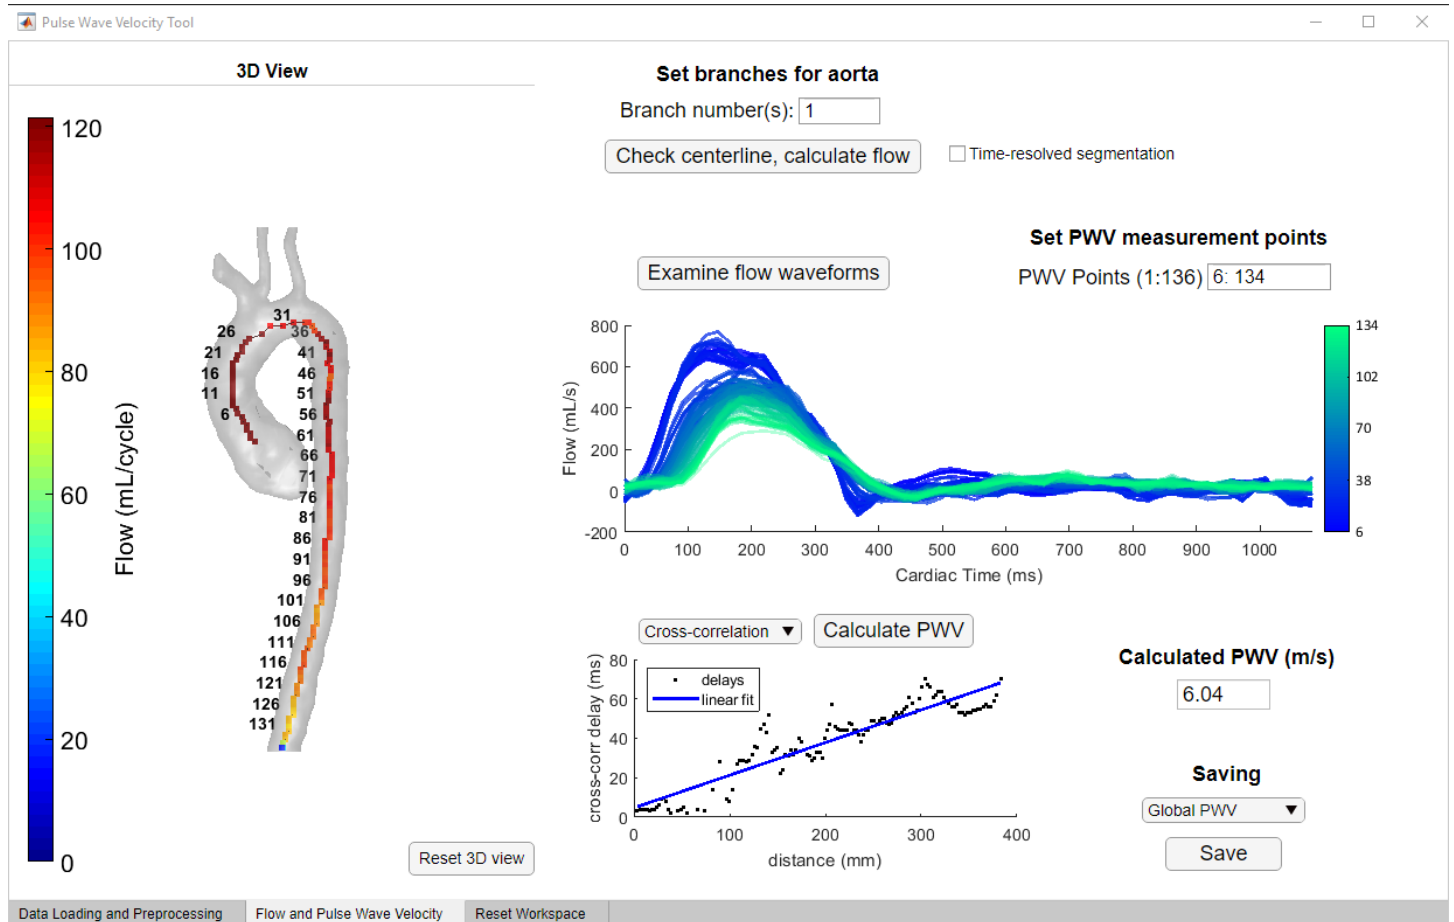 Pulse Wave Velocity Tool
3D View
120
100
80
60
40
20
0
Flow (mL/cycle)
31
26
36
21
41
16
46
11
51
6
56
61
66
71
76
81
86
91
96
101
106
111
116
121
126
131
Reset 3D view
Set branches for aorta
Branch number(s): 1
Check centerline, calculate flow
Time-resolved segmentation
Set PWV measurement points
Examine flow waveforms
PWV Points (1:136) 6: 134
800
600
400
200
0
-200
Flow (mL/s)
0 100 200 300 400 500 600 700 800 900 1000
Cardiac Time (ms)
134
102
70
38
6
Cross-correlation
Calculate PWV
80
60
40
20
0
cross-corr delay (ms)
delays
linear fit
0 100 200 300 400
distance (mm)
Calculated PWV (m/s)
6.04
Saving
Global PWV
Save
Data Loading and Preprocessing
Flow and Pulse Wave Velocity
Reset Workspace